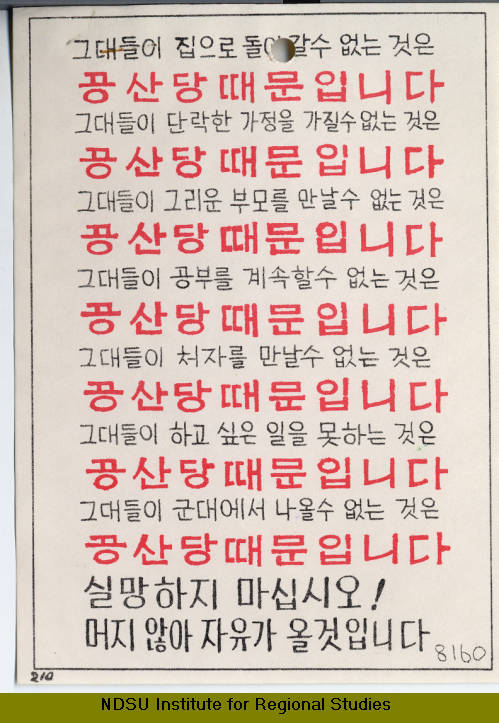 그대들이 집으로 돌아갈수 없는 것은
공산당때문입니다
그대들이 단락한 가정을 가질수없는 것은
공산당때문입니다
그대들이 그리운 부모를 만날수 없는 것은
공산당때문입니다
그대들이 공부를 계속할수 없는 것은
공산당때문입니다
그대들이 처자를 만날수 없는 것은
공산당때문입니다
그대들이 하고 싶은 일을 못하는 것은
공산당때문입니다
그대들이 군대에서 나올수 없는 것은
공산당때문입니다
실망하지 마십시오!
머지 않아 자유가 올것입니다
8160
210
NDSU Institute for Regional Studies